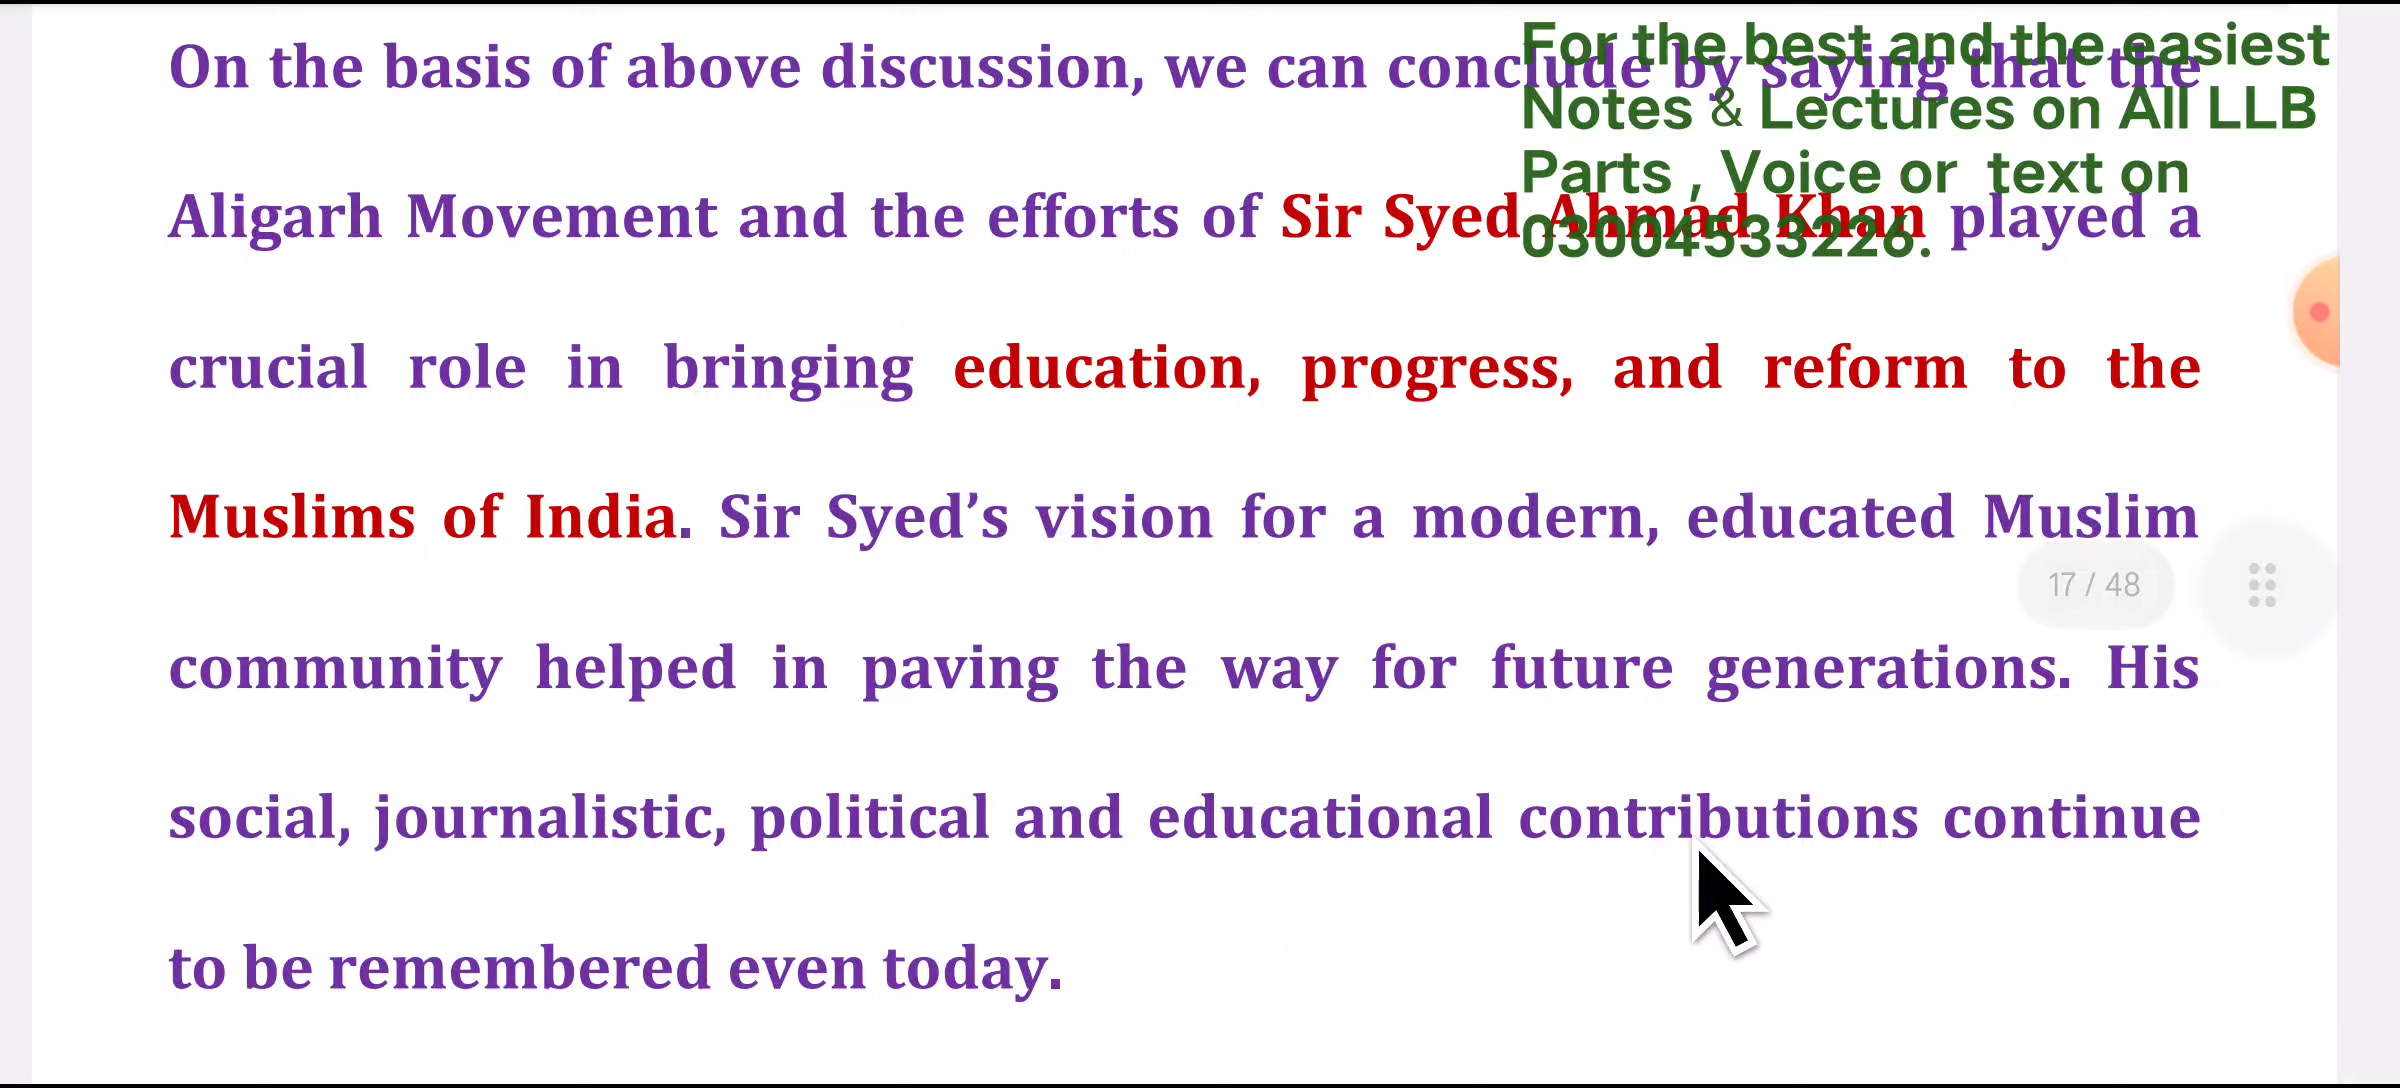 On the basis of above discussion, we can conclude by saying that the
Aligarh Movement and the efforts of Sir Syed Ahmad Khan played a
crucial role in bringing education, progress, and reform to the
Muslims of India. Sir Syed’s vision for a modern, educated Muslim
community helped in paving the way for future generations. His
social, journalistic, political and educational contributions continue
to be remembered even today.
For the best and the easiest
Notes & Lectures on All LLB
Parts , Voice or text on
03004533226.
17 / 48